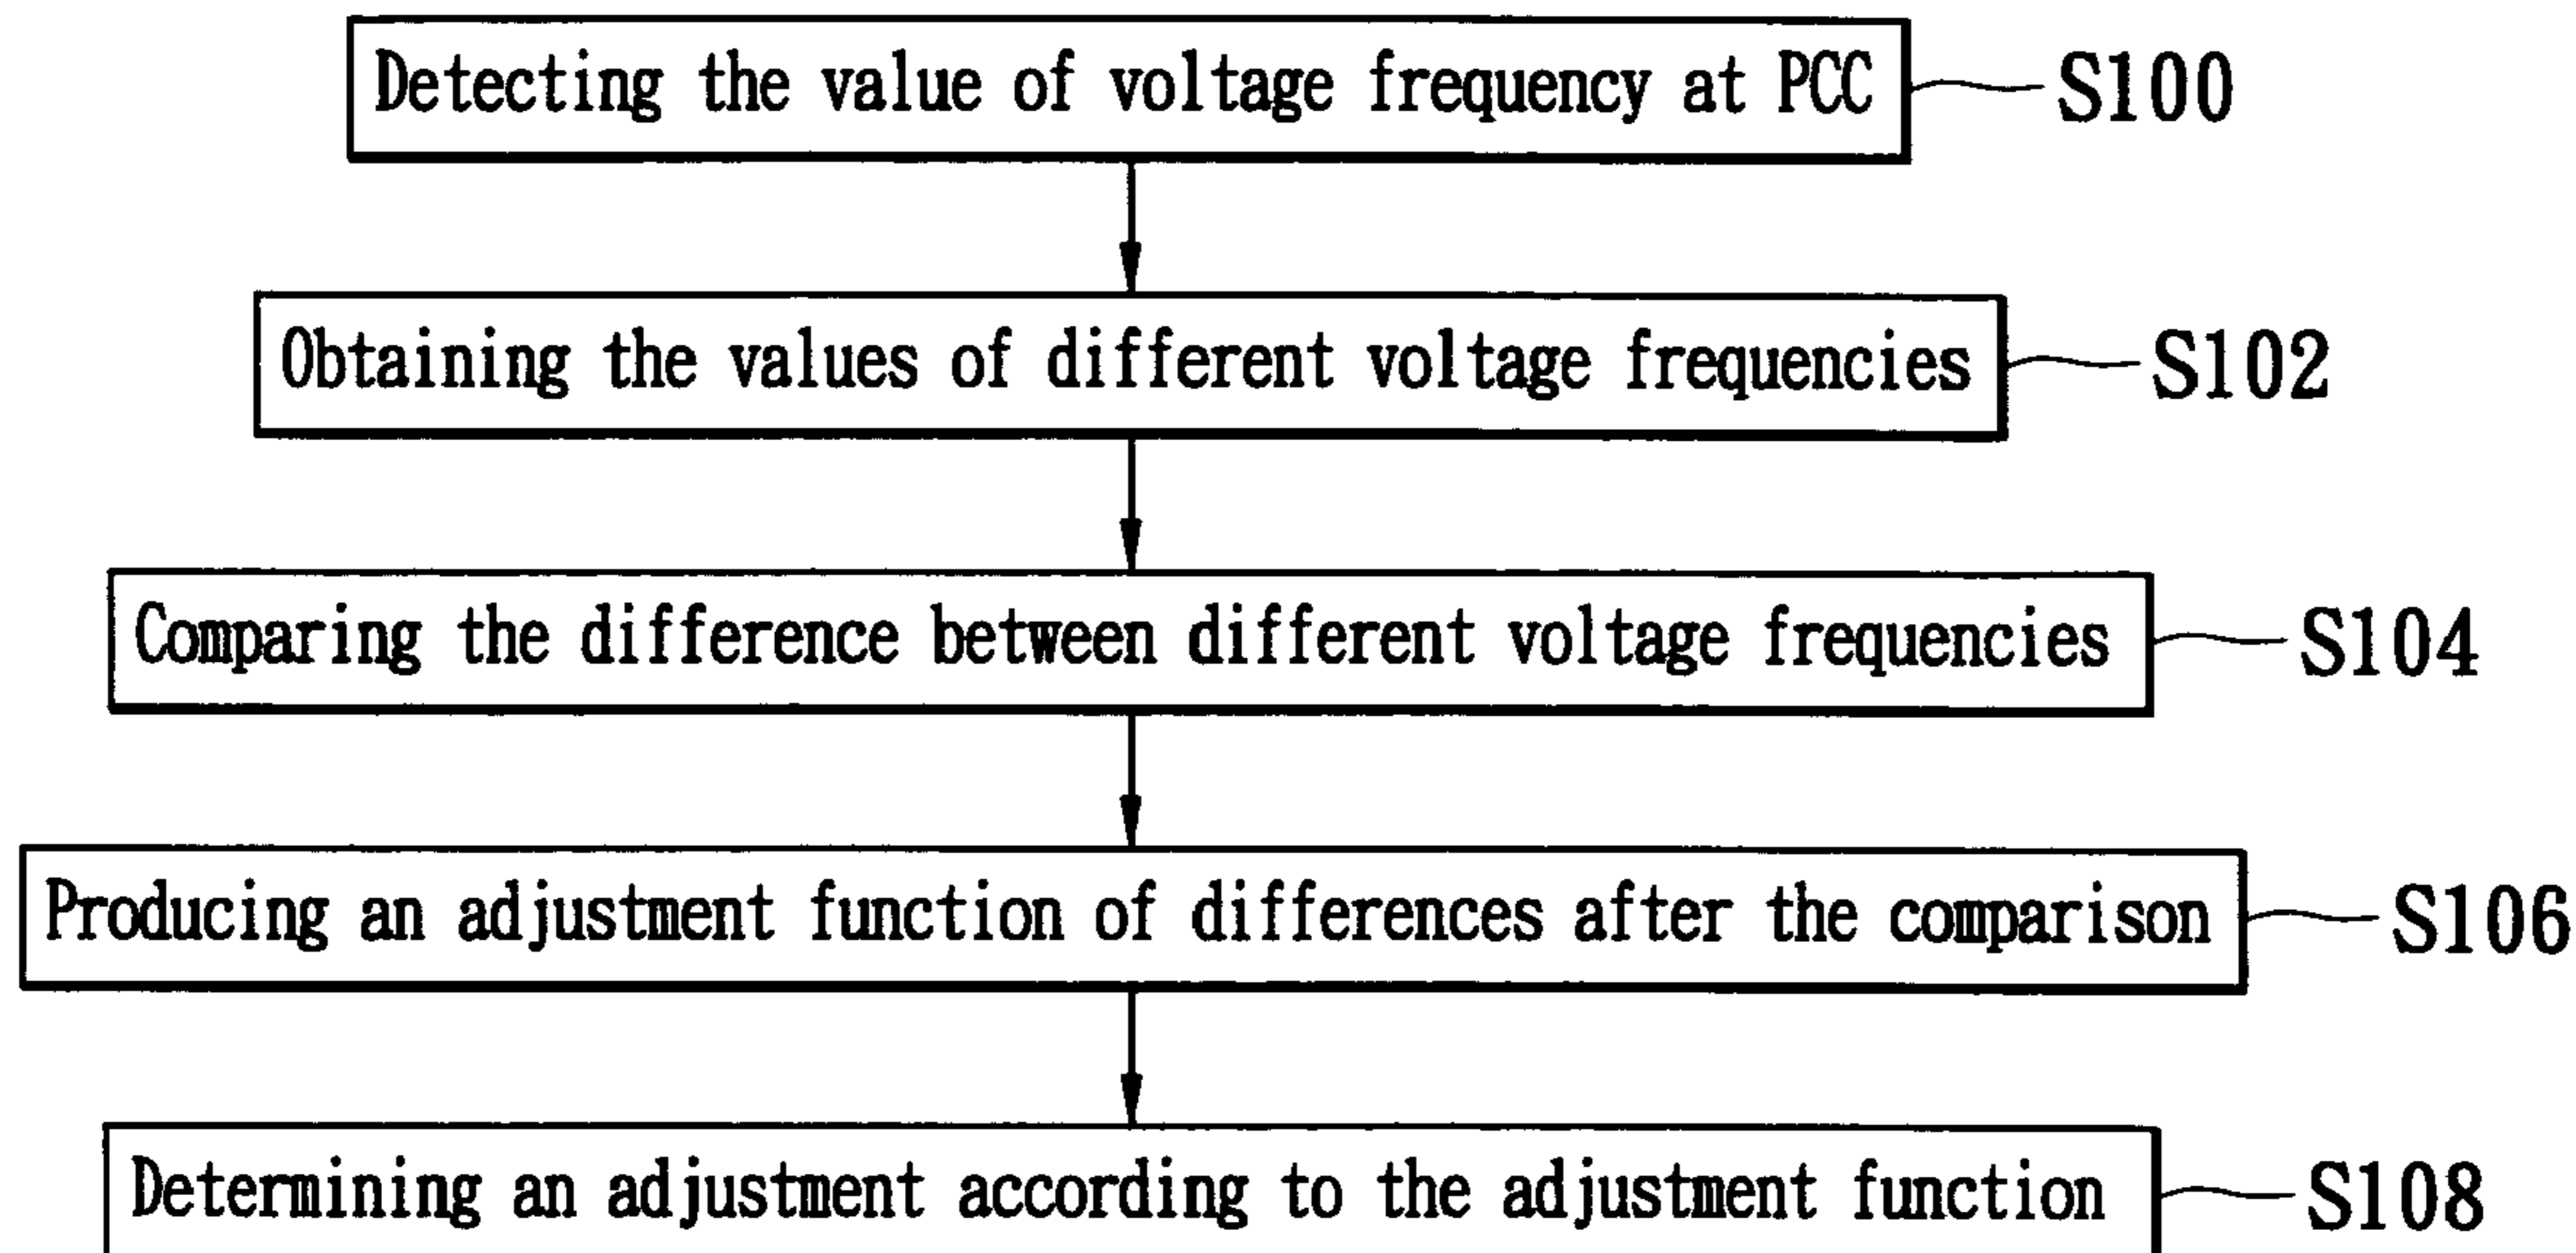 Detecting the value of voltage frequency at PCC S100
Obtaining the values of different voltage frequencies S102
Comparing the difference between different voltage frequencies S104
Producing an adjustment function of differences after the comparison S106
Determining an adjustment according to the adjustment function S108